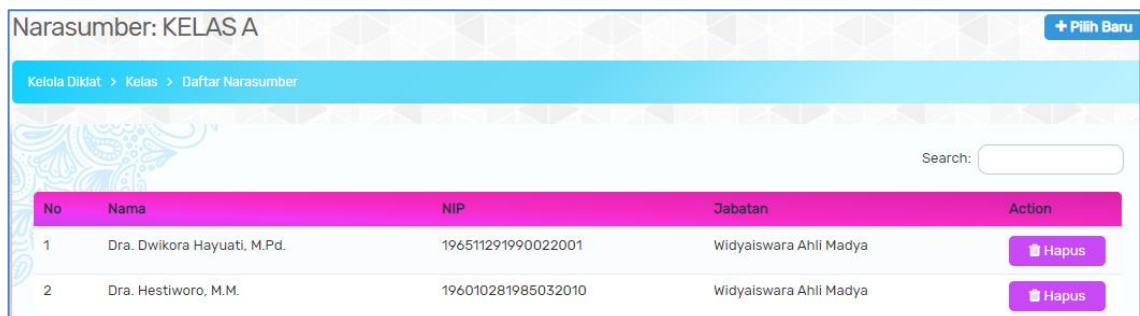 Narasumber: KELAS A
+ Pilih Baru
Kelola Diklat > Kelas > Daftar Narasumber
Search:
No Nama NIP Jabatan Action
1 Dra. Dwikora Hayuati, M.Pd. 196511291990022001 Widyaiswara Ahli Madya Hapus
2 Dra. Hestiworo, M.M. 196010281985032010 Widyaiswara Ahli Madya Hapus